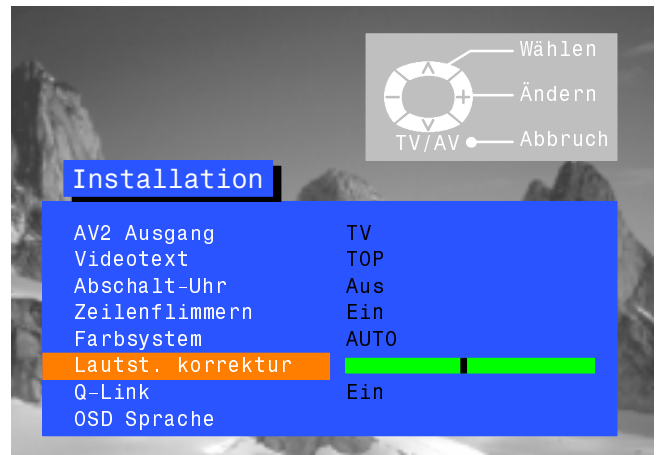 Wählen
Ändern
TV/AV Abbruch
Installation
AV2 Ausgang TV
Videotext TOP
Abschalt-Uhr Aus
Zeilenflimmern Ein
Farbsystem AUTO
Lautst. korrektur
Q-Link Ein
OSD Sprache